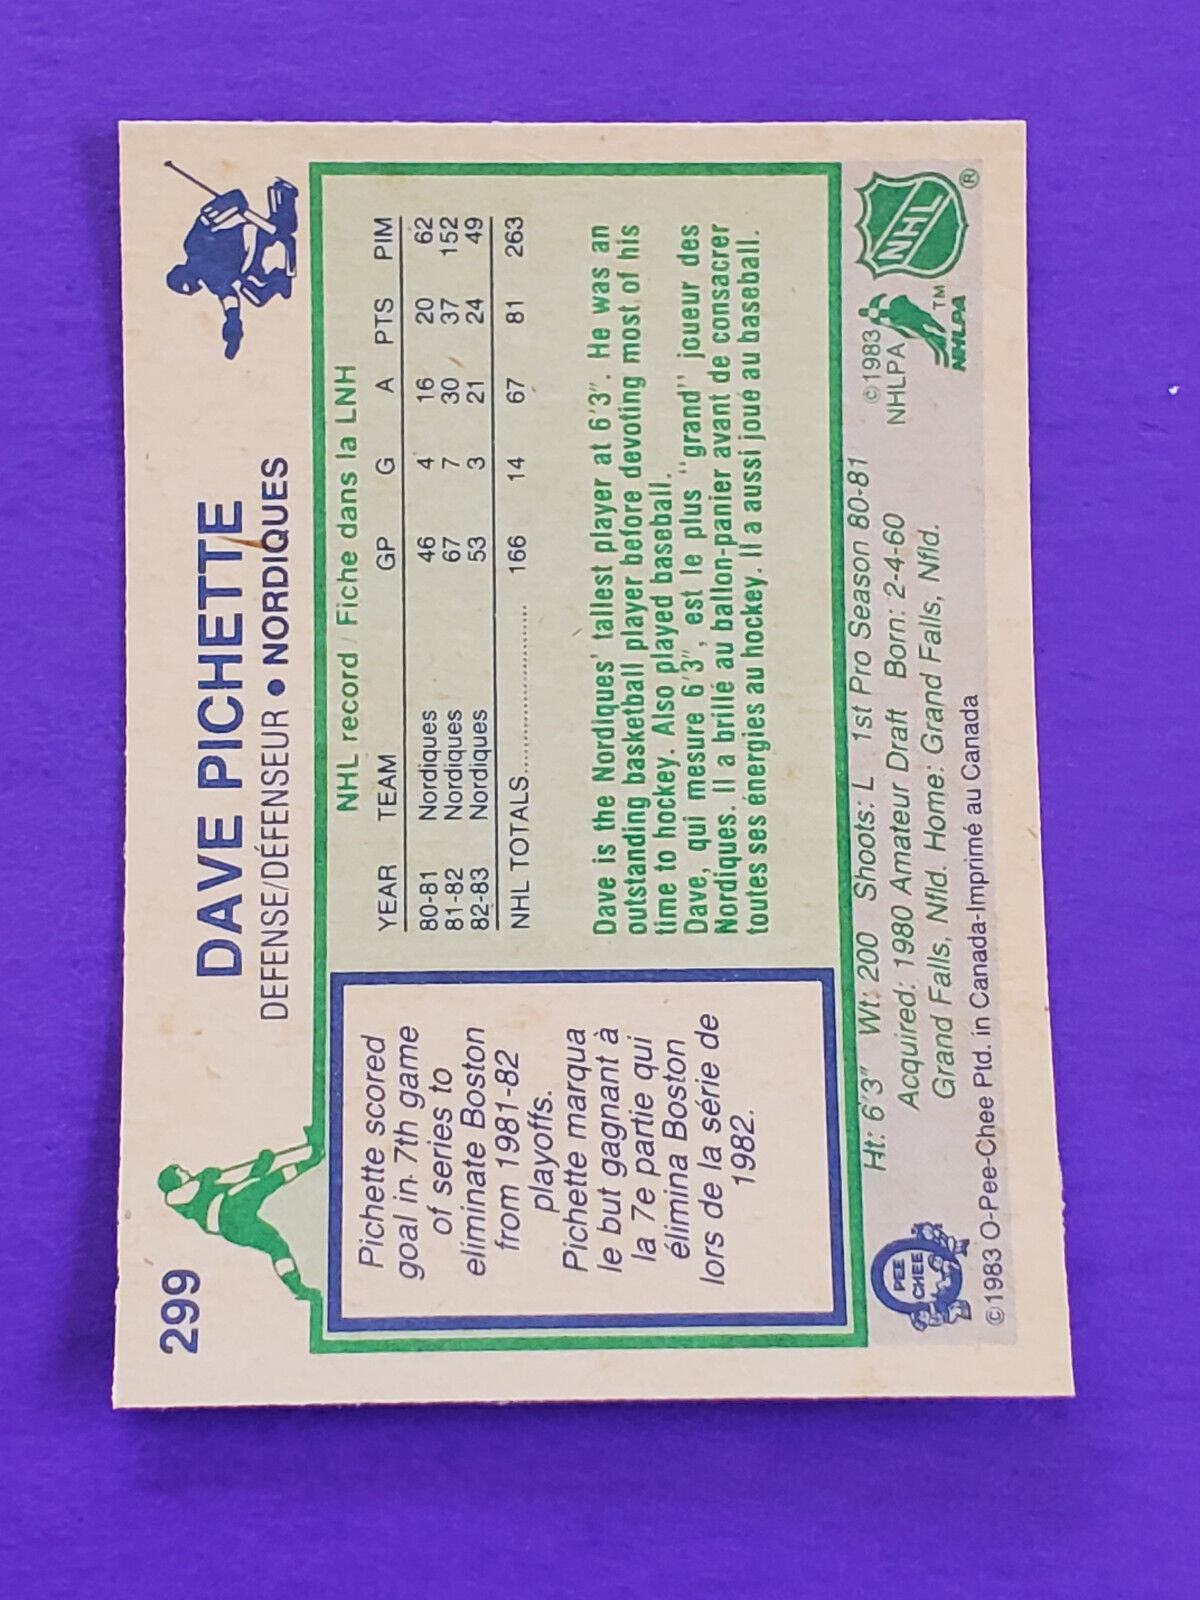 299
DAVE PICHETTE
DEFENSE/DÉFENSEUR • NORDIQUES
Pichette scored
goal in 7th game
of series to
eliminate Boston
from 1981-82
playoffs.
Pichette marqua
le but gagnant à
la 7e partie qui
élimina Boston
lors de la série de
1982.
NHL record / Fiche dans la LNH
YEAR TEAM GP G A PTS PIM
80-81 Nordiques 46 4 16 20 62
81-82 Nordiques 67 7 30 37 152
82-83 Nordiques 53 3 21 24 49
NHL TOTALS.......................... 166 14 67 81 263
Dave is the Nordiques' tallest player at 6'3". He was an
outstanding basketball player before devoting most of his
time to hockey. Also played baseball.
Dave, qui mesure 6'3", est le plus "grand" joueur des
Nordiques. Il a brillé au ballon-panier avant de consacrer
toutes ses énergies au hockey. Il a aussi joué au baseball.
Ht: 6'3" Wt: 200 Shoots: L 1st Pro Season 80-81
Acquired: 1980 Amateur Draft Born: 2-4-60
Grand Falls, Nfld. Home: Grand Falls, Nfld.
©1983 O-Pee-Chee Ptd. in Canada-Imprimé au Canada
O
PEE
CHEE
©1983
NHLPA
NHLPA
TM
NHL
®